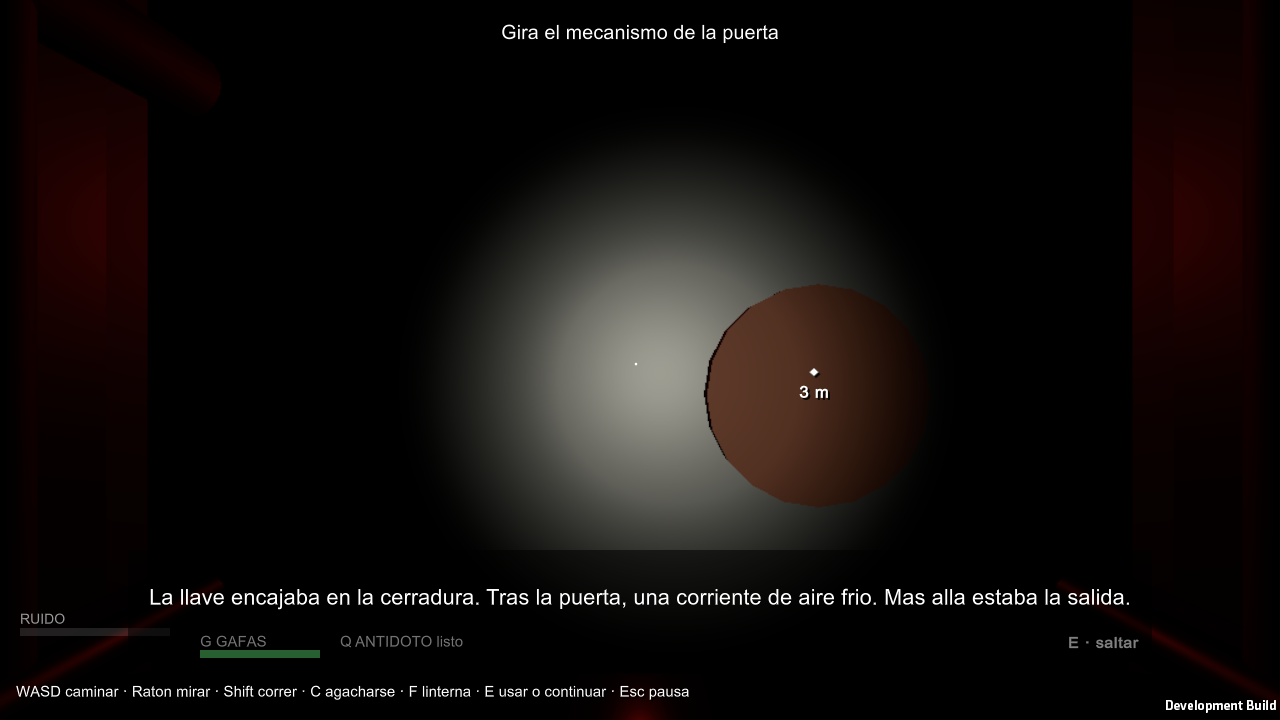 Gira el mecanismo de la puerta
3 m
La llave encajaba en la cerradura. Tras la puerta, una corriente de aire frio. Mas alla estaba la salida.
RUIDO
G GAFAS
Q ANTIDOTO listo
E · saltar
WASD caminar · Raton mirar · Shift correr · C agacharse · F linterna · E usar o continuar · Esc pausa
Development Build